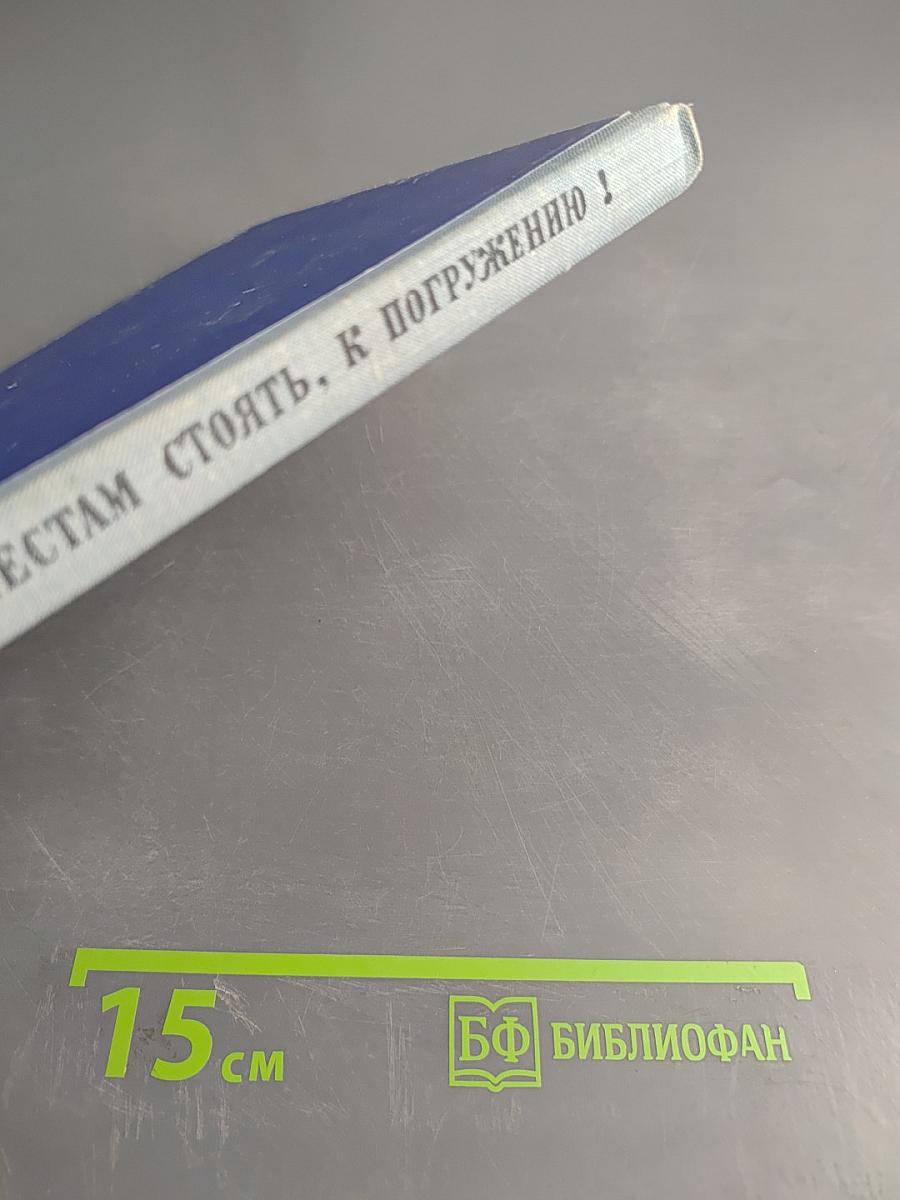 ЕСТАМ СТОЯТЬ, К ПОГРУЖЕНИЮ !
15 см
БФ БИБЛИОФАН